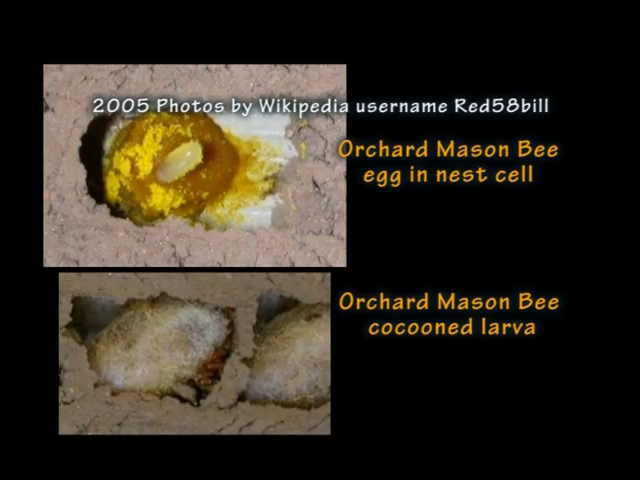 2005 Photos by Wikipedia username Red58bill
Orchard Mason Bee
egg in nest cell
Orchard Mason Bee
cocooned larva